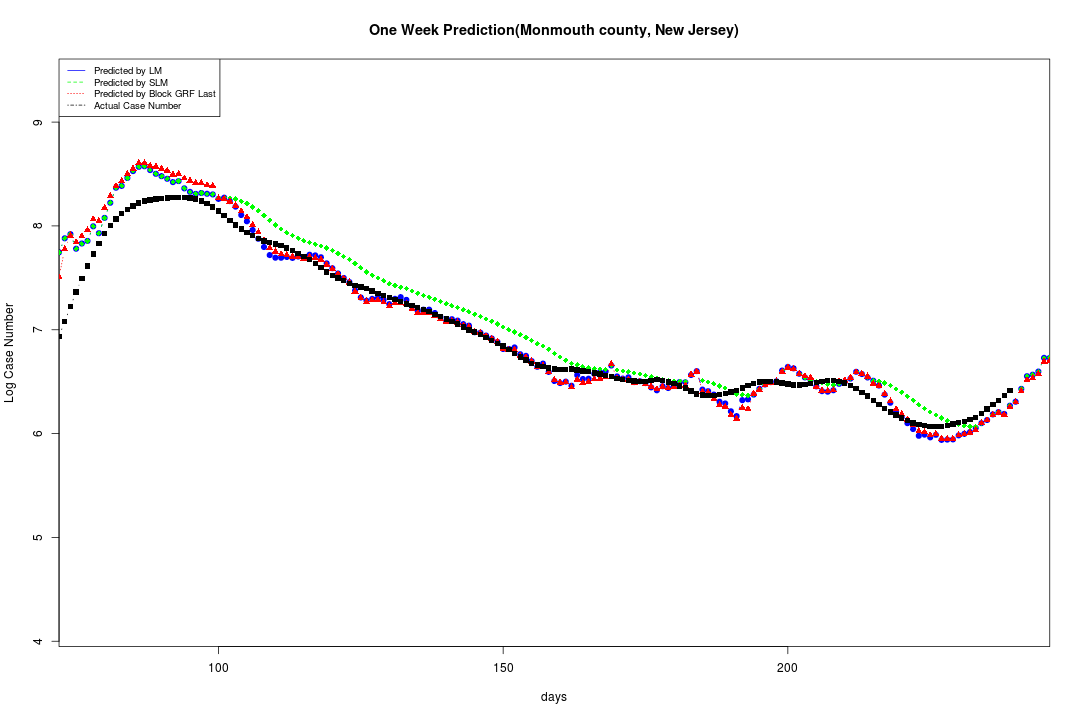 One Week Prediction(Monmouth county, New Jersey)
Predicted by LM
Predicted by SLM
Predicted by Block GRF Last
Actual Case Number
9
8
7
6
5
4
Log Case Number
100 150 200
days